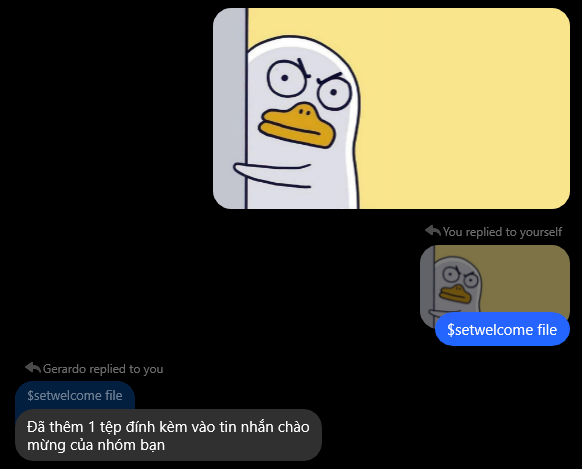 You replied to yourself
$setwelcome file
Gerardo replied to you
$setwelcome file
Đã thêm 1 tệp đính kèm vào tin nhắn chào
mừng của nhóm bạn